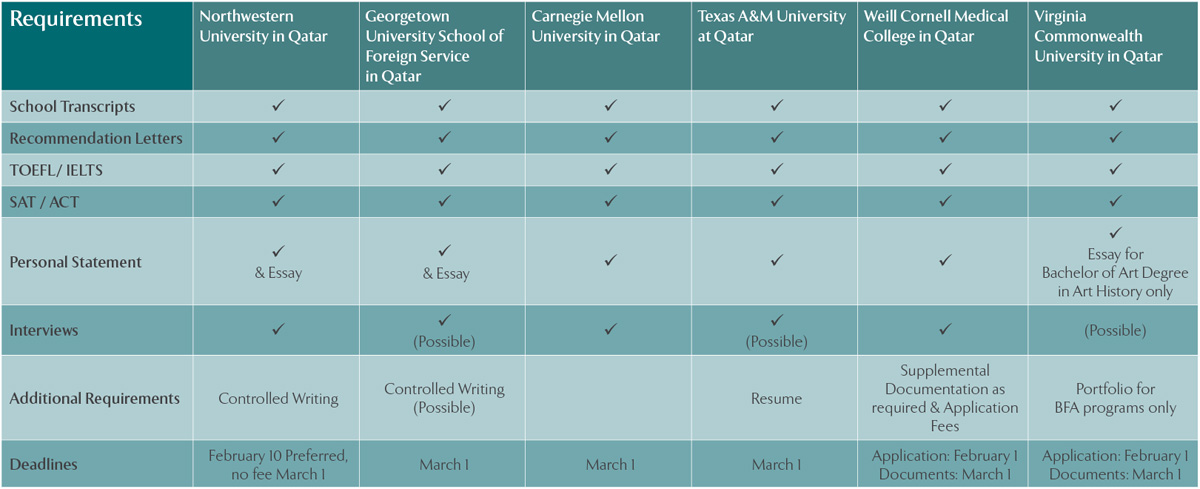 Requirements
Northwestern
University in Qatar
Georgetown
University School of
Foreign Service
in Qatar
Carnegie Mellon
University in Qatar
Texas A&M University
at Qatar
Weill Cornell Medical
College in Qatar
Virginia
Commonwealth
University in Qatar
School Transcripts
✓ ✓ ✓ ✓ ✓ ✓
Recommendation Letters
✓ ✓ ✓ ✓ ✓ ✓
TOEFL/ IELTS
✓ ✓ ✓ ✓ ✓ ✓
SAT / ACT
✓ ✓ ✓ ✓ ✓ ✓
Personal Statement
✓
& Essay
✓
& Essay
✓
✓
✓
✓
Essay for
Bachelor of Art Degree
in Art History only
Interviews
✓
✓
(Possible)
✓
✓
(Possible)
✓
(Possible)
Additional Requirements
Controlled Writing
Controlled Writing
(Possible)
Resume
Supplemental
Documentation as
required & Application
Fees
Portfolio for
BFA programs only
Deadlines
February 10 Preferred,
no fee March 1
March 1
March 1
March 1
Application: February 1
Documents: March 1
Application: February 1
Documents: March 1